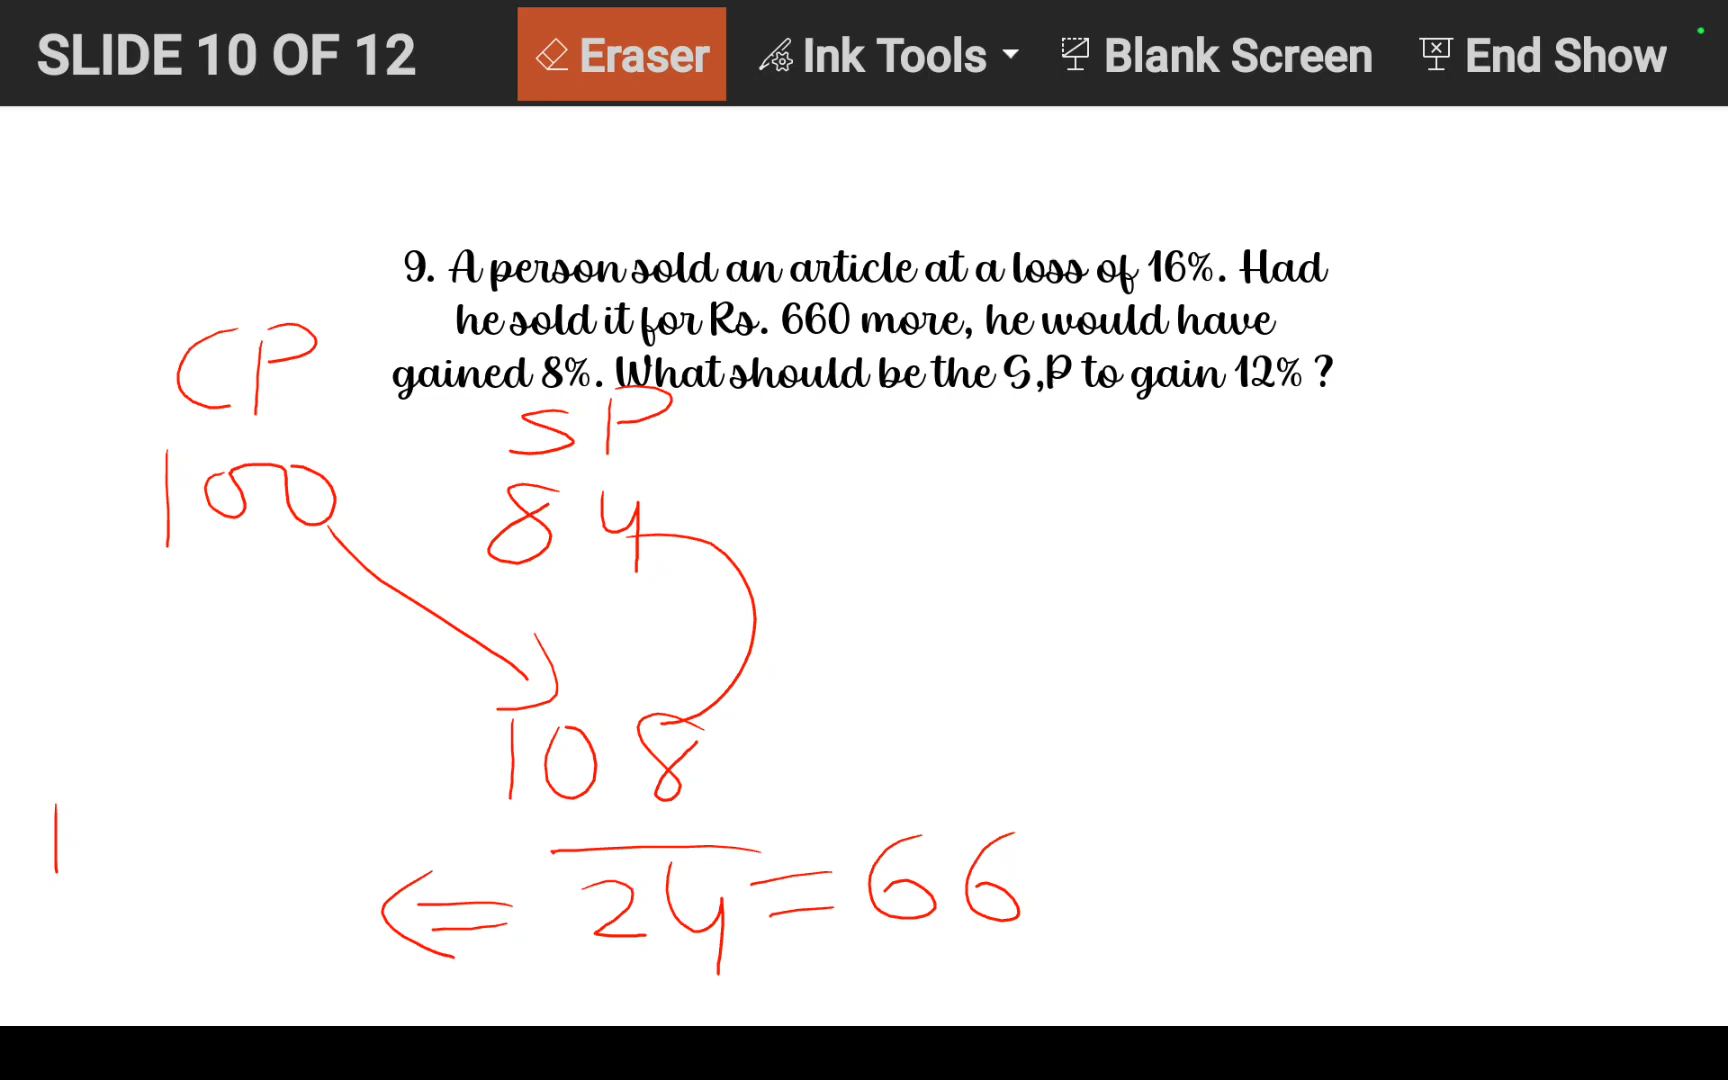 SLIDE 10 OF 12 Eraser Ink Tools Blank Screen End Show
9. A person sold an article at a loss of 16%. Had
he sold it for Rs. 660 more, he would have
gained 8%. What should be the S,P to gain 12% ?
CP
SP
100
84
108
1
24 = 66